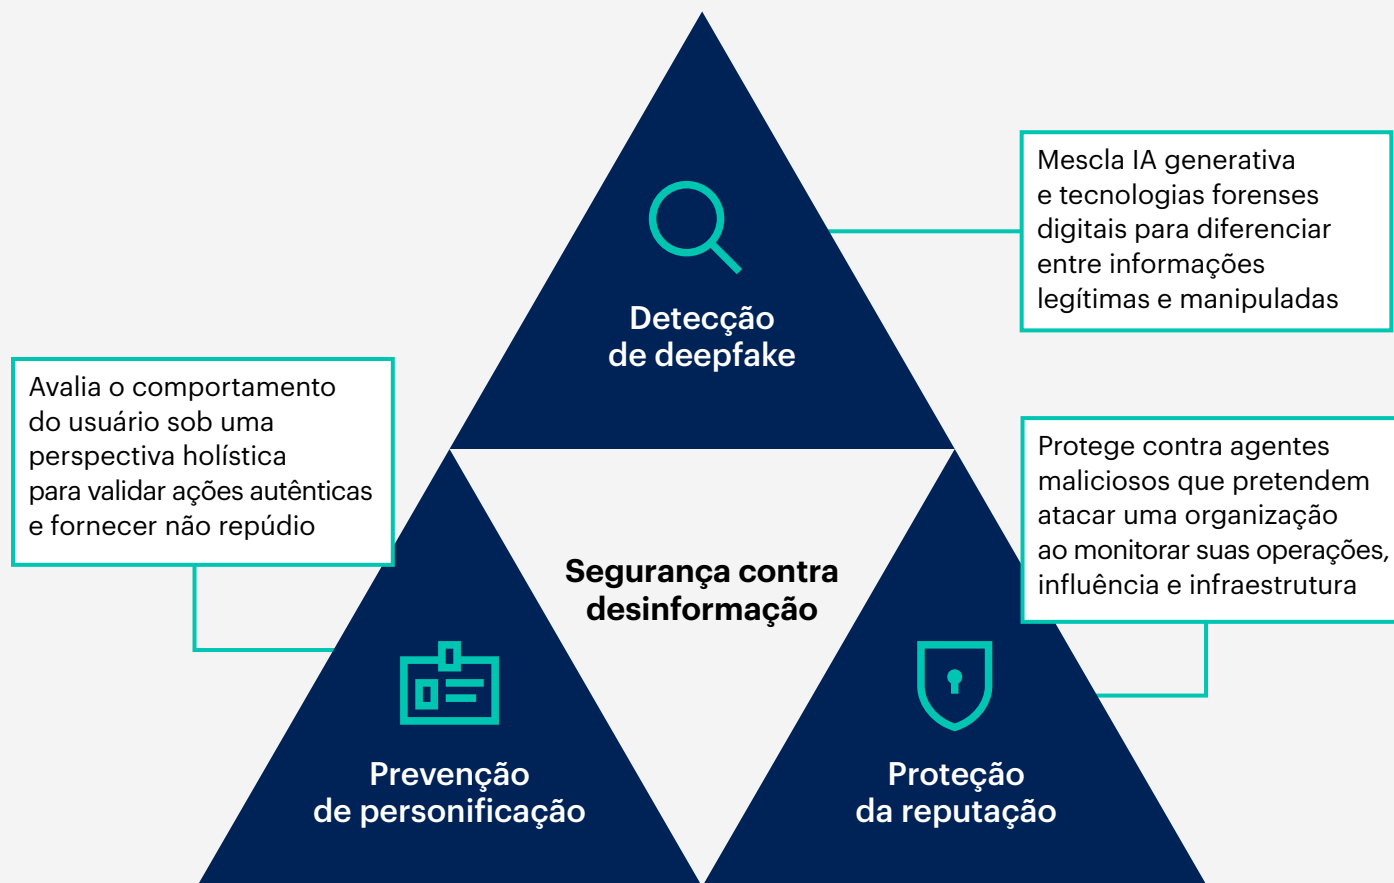 Mescla IA generativa
e tecnologias forenses
digitais para diferenciar
entre informações
legítimas e manipuladas
Detecção
de deepfake
Avalia o comportamento
do usuário sob uma
perspectiva holística
para validar ações autênticas
e fornecer não repúdio
Protege contra agentes
maliciosos que pretendem
atacar uma organização
ao monitorar suas operações,
influência e infraestrutura
Segurança contra
desinformação
Prevenção
de personificação
Proteção
da reputação